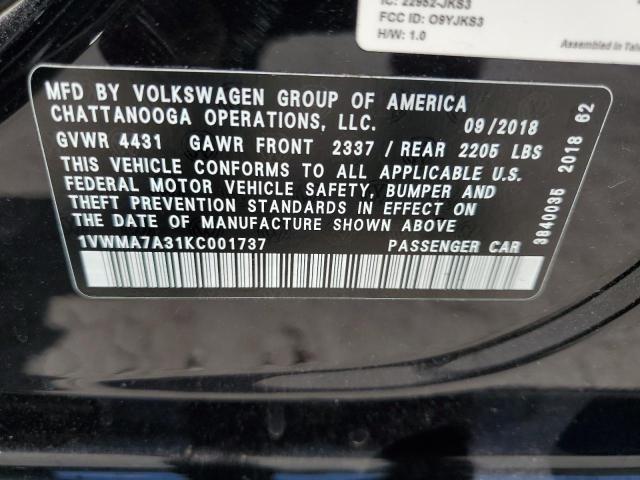 IC: 22952-JKS3
FCC ID: O9YJKS3
H/W: 1.0
MFD BY VOLKSWAGEN GROUP OF AMERICA
CHATTANOOGA OPERATIONS, LLC. 09/2018
GVWR 4431 GAWR FRONT 2337 / REAR 2205 LBS
THIS VEHICLE CONFORMS TO ALL APPLICABLE U.S.
FEDERAL MOTOR VEHICLE SAFETY, BUMPER AND
THEFT PREVENTION STANDARDS IN EFFECT ON
THE DATE OF MANUFACTURE SHOWN ABOVE
1VWMA7A31KC001737 PASSENGER CAR
3840035 2018 62
Assembled in